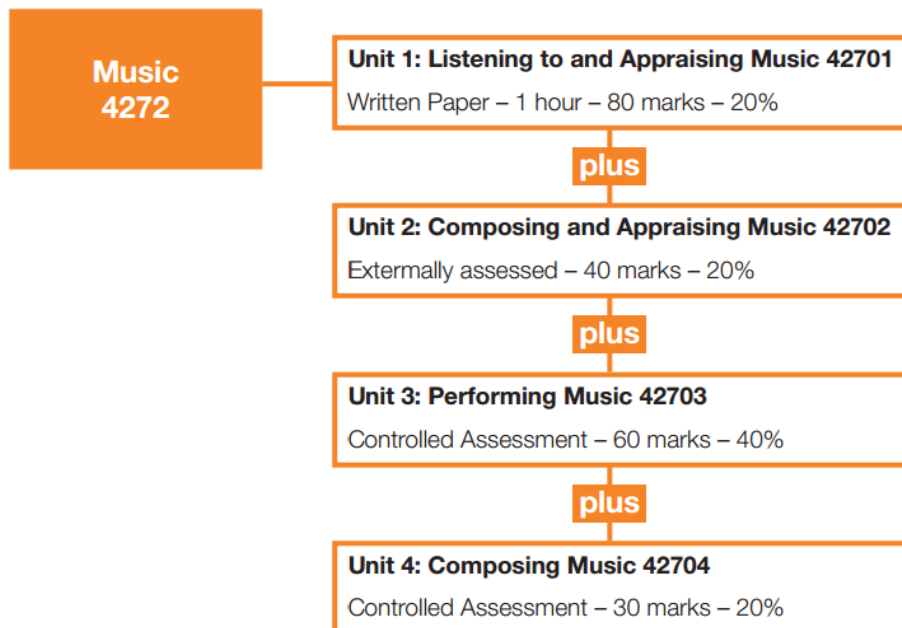 Music
4272
Unit 1: Listening to and Appraising Music 42701
Written Paper – 1 hour – 80 marks – 20%
plus
Unit 2: Composing and Appraising Music 42702
Extermally assessed – 40 marks – 20%
plus
Unit 3: Performing Music 42703
Controlled Assessment – 60 marks – 40%
plus
Unit 4: Composing Music 42704
Controlled Assessment – 30 marks – 20%